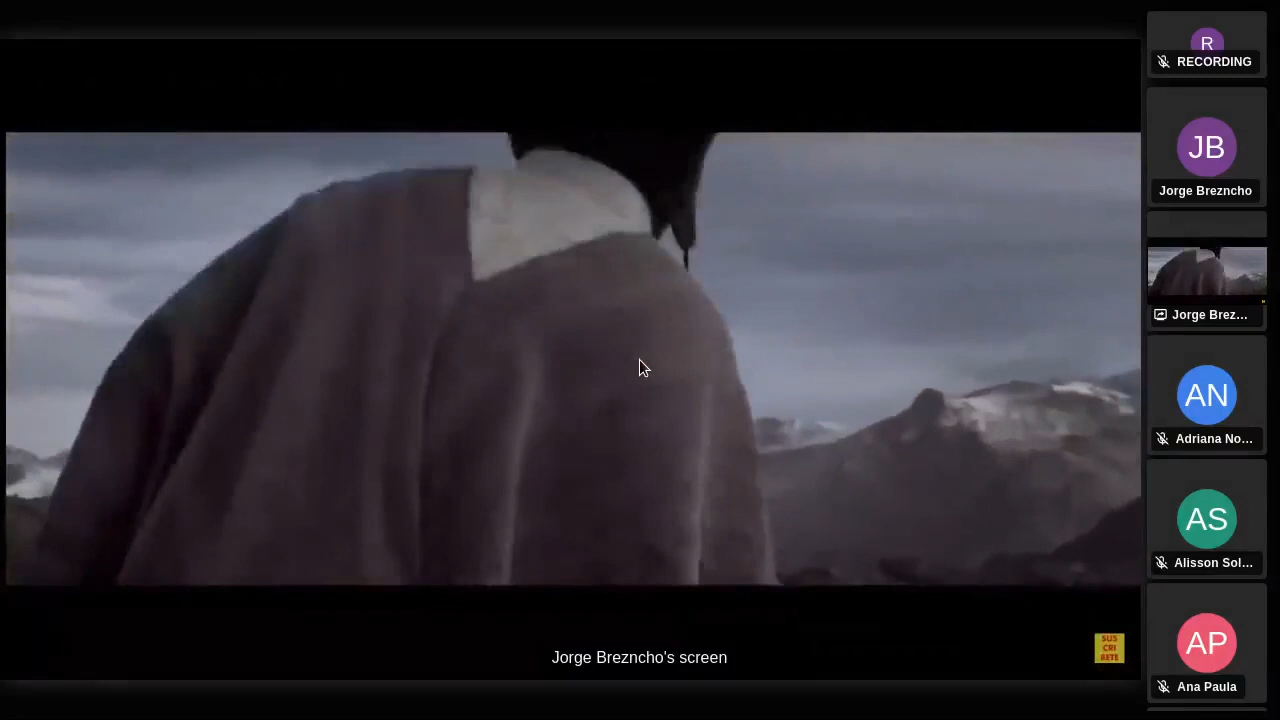 R
RECORDING
JB
Jorge Brezncho
Jorge Brez...
AN
Adriana No...
AS
Alisson Sol...
AP
Ana Paula
Jorge Brezncho's screen
SUS
CRI
BETE